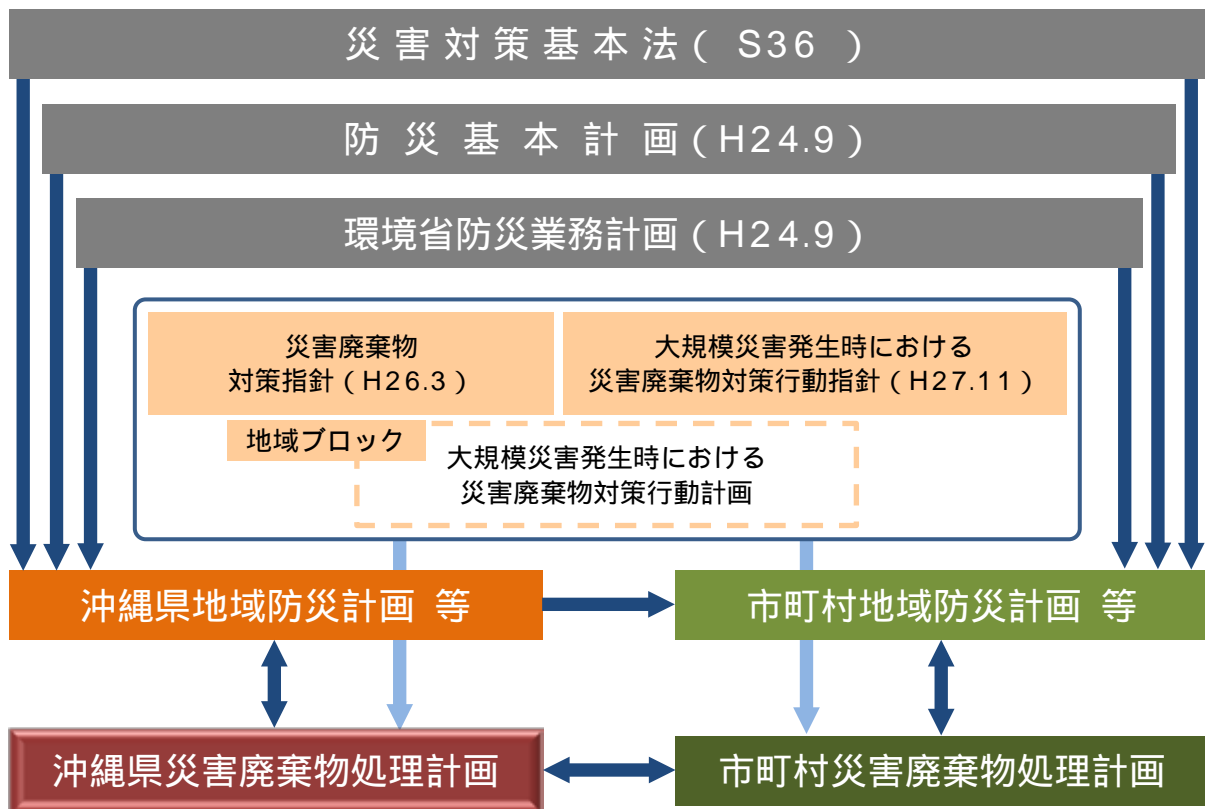 災害対策基本法( S36 )
防災基本計画(H24.9)
環境省防災業務計画(H24.9)
災害廃棄物
対策指針(H26.3)
大規模災害発生時における
災害廃棄物対策行動指針(H27.11)
地域ブロック
大規模災害発生時における
災害廃棄物対策行動計画
沖縄県地域防災計画 等
市町村地域防災計画 等
沖縄県災害廃棄物処理計画
市町村災害廃棄物処理計画